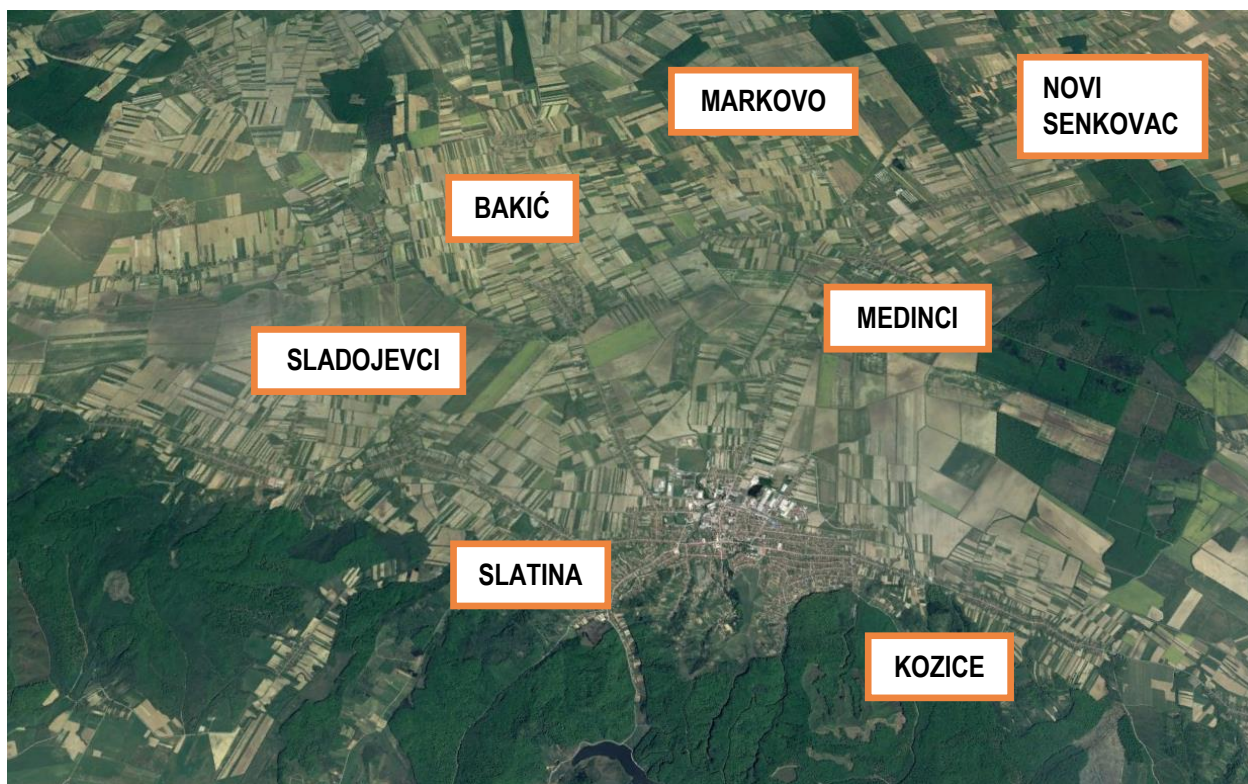 MARKOVO
NOVI
SENKOVAC
BAKIĆ
MEDINCI
SLADOJEVCI
SLATINA
KOZICE